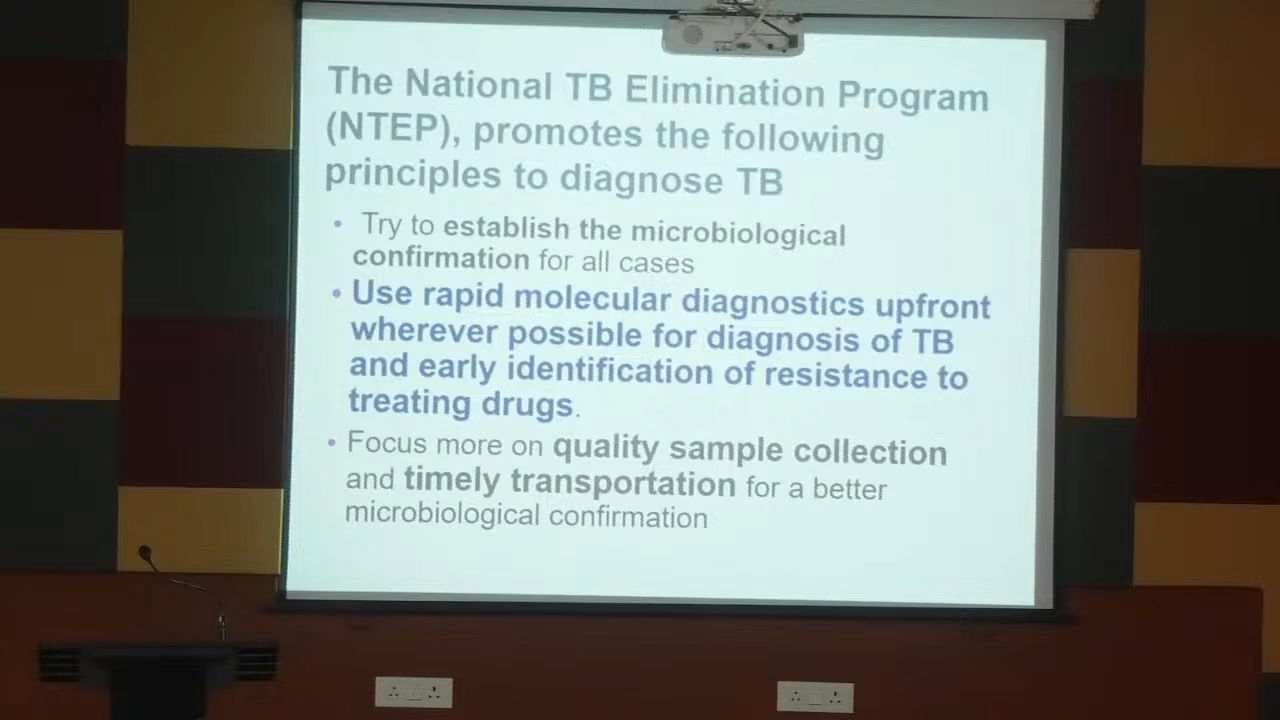 The National TB Elimination Program
(NTEP), promotes the following
principles to diagnose TB
• Try to establish the microbiological
confirmation for all cases
• Use rapid molecular diagnostics upfront
wherever possible for diagnosis of TB
and early identification of resistance to
treating drugs.
• Focus more on quality sample collection
and timely transportation for a better
microbiological confirmation